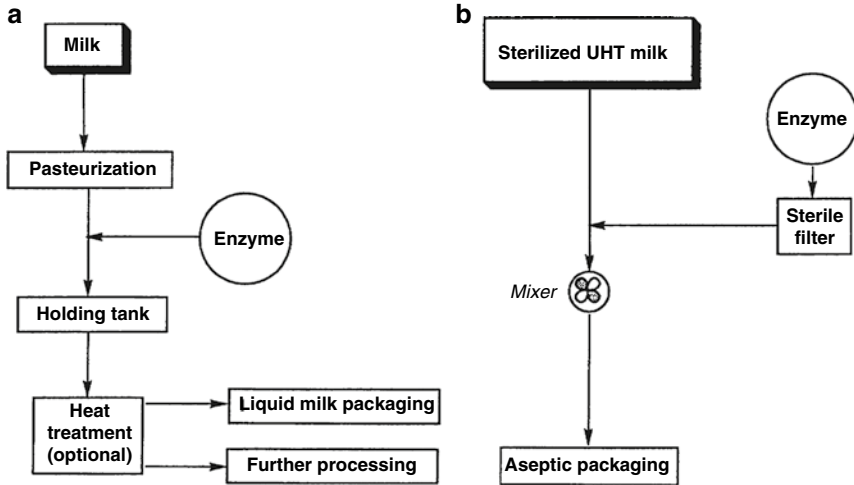 a
Milk
Pasteurization
Enzyme
Holding tank
Heat
treatment
(optional)
Liquid milk packaging
Further processing
b
Sterilized UHT milk
Enzyme
Sterile
filter
Mixer
Aseptic packaging